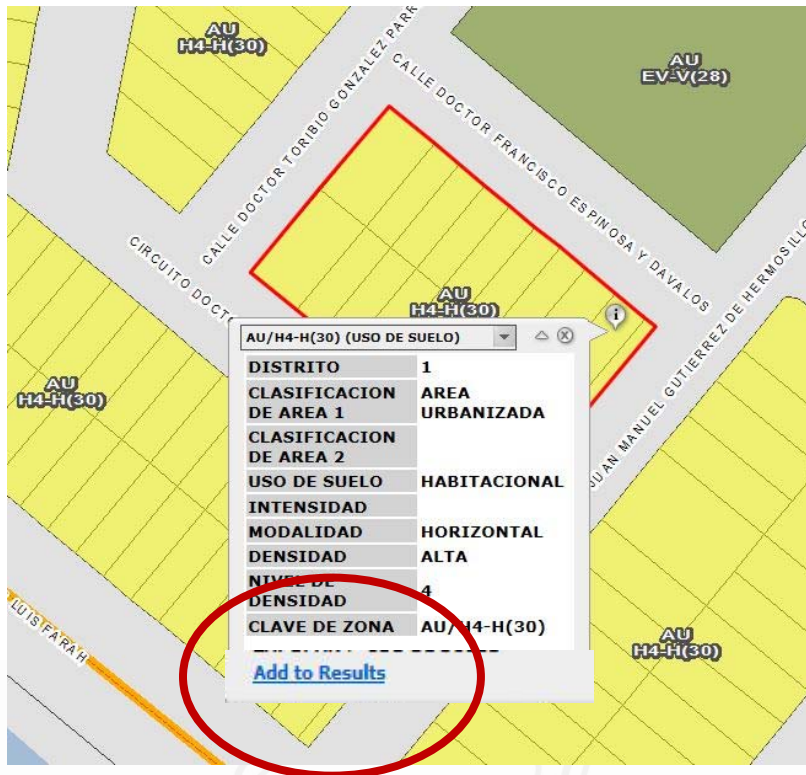 AU
H4-H(30)
CALLE DOCTOR TORIBIO GONZALEZ PARR
CALLE DOCTOR FRANCISCO ESPINOSA Y DAVALOS
AU
EV-V(28)
CIRCUITO DOCTO
AU
H4-H(30)
JUAN MANUEL GUTIERREZ DE HERMOSILLO
AU
H4-H(30)
AU/H4-H(30) (USO DE SUELO)
DISTRITO 1
CLASIFICACION AREA
DE AREA 1 URBANIZADA
CLASIFICACION
DE AREA 2
USO DE SUELO HABITACIONAL
INTENSIDAD
MODALIDAD HORIZONTAL
DENSIDAD ALTA
NIVEL DE 4
DENSIDAD
CLAVE DE ZONA AU/H4-H(30)
Add to Results
LUIS FARAH
AU
H4-H(30)